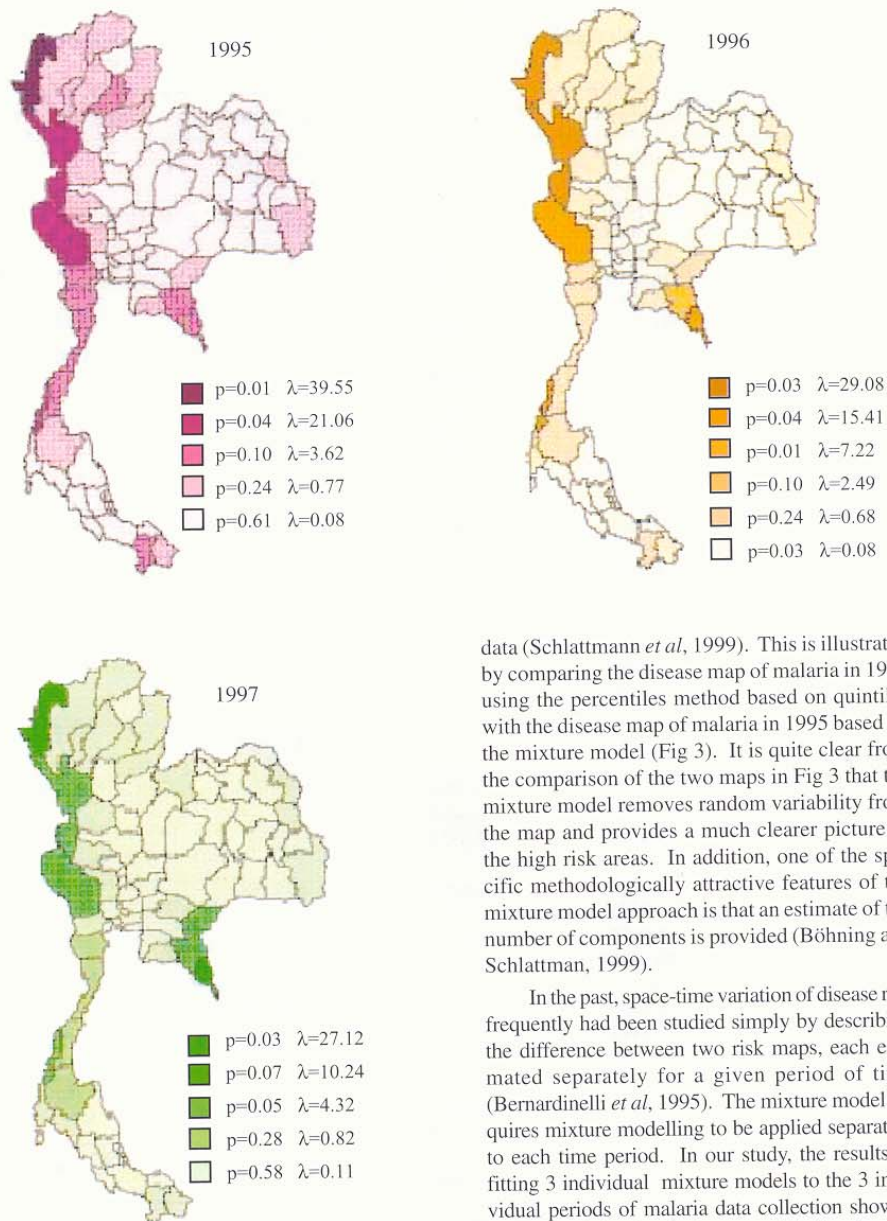 1995
p=0.01 λ=39.55
p=0.04 λ=21.06
p=0.10 λ=3.62
p=0.24 λ=0.77
p=0.61 λ=0.08
1996
p=0.03 λ=29.08
p=0.04 λ=15.41
p=0.01 λ=7.22
p=0.10 λ=2.49
p=0.24 λ=0.68
p=0.03 λ=0.08
1997
p=0.03 λ=27.12
p=0.07 λ=10.24
p=0.05 λ=4.32
p=0.28 λ=0.82
p=0.58 λ=0.11
data (Schlattmann et al, 1999). This is illustrat
by comparing the disease map of malaria in 19
using the percentiles method based on quinti
with the disease map of malaria in 1995 based
the mixture model (Fig 3). It is quite clear fro
the comparison of the two maps in Fig 3 that t
mixture model removes random variability fro
the map and provides a much clearer picture
the high risk areas. In addition, one of the sp
cific methodologically attractive features of t
mixture model approach is that an estimate of t
number of components is provided (Böhning a
Schlattman, 1999).
In the past, space-time variation of disease r
frequently had been studied simply by describ
the difference between two risk maps, each e
mated separately for a given period of ti
(Bernardinelli et al, 1995). The mixture model
quires mixture modelling to be applied separat
to each time period. In our study, the results
fitting 3 individual mixture models to the 3 in
vidual periods of malaria data collection show